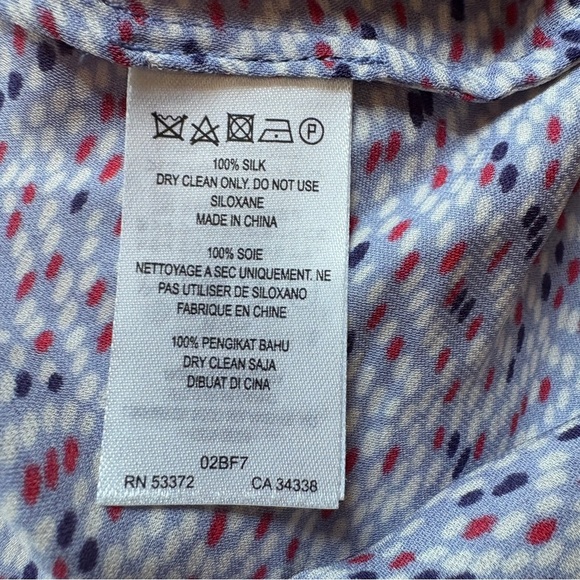 P
100% SILK
DRY CLEAN ONLY. DO NOT USE
SILOXANE
MADE IN CHINA
100% SOIE
NETTOYAGE A SEC UNIQUEMENT. NE
PAS UTILISER DE SILOXANO
FABRIQUE EN CHINE
100% PENGIKAT BAHU
DRY CLEAN SAJA
DIBUAT DI CINA
02BF7
RN 53372 CA 34338